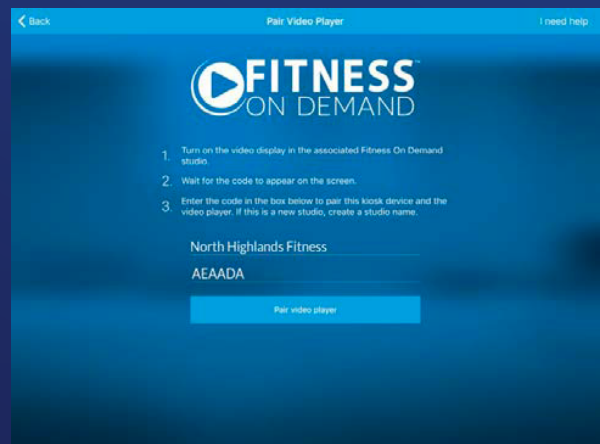 Back
Pair Video Player
I need help
FITNESS™
ON DEMAND
1. Turn on the video display in the associated Fitness On Demand
studio.
2. Wait for the code to appear on the screen.
3. Enter the code in the box below to pair this kiosk device and the
video player. If this is a new studio, create a studio name.
North Highlands Fitness
AEAADA
Pair video player